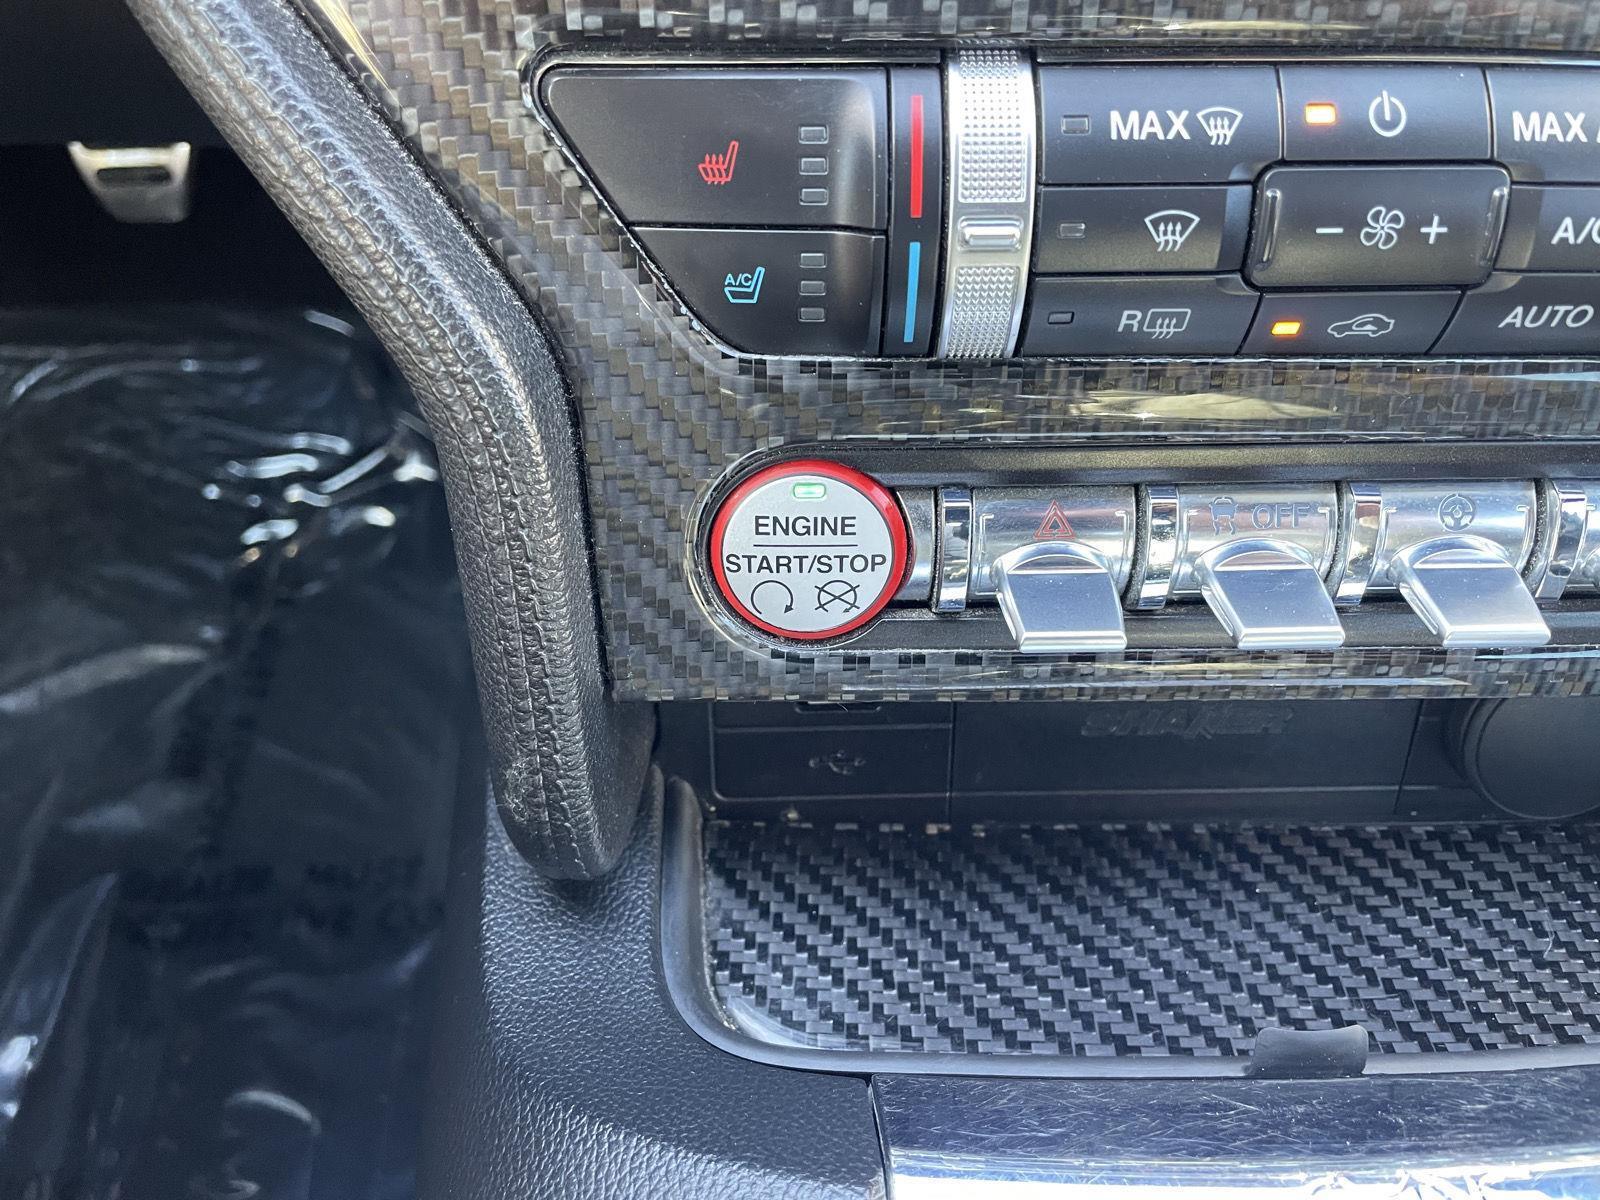 MAX
MAX
A/C
A/C
R
AUTO
ENGINE
START/STOP
OFF
SHAKER